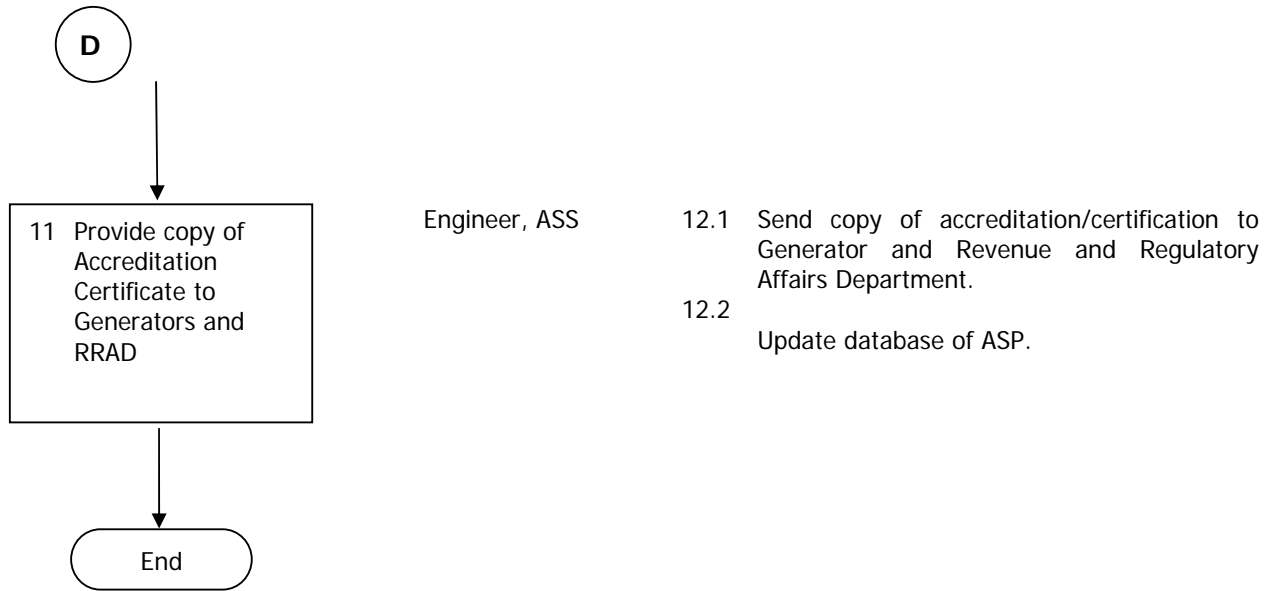 D
11 Provide copy of
Accreditation
Certificate to
Generators and
RRAD
Engineer, ASS
12.1 Send copy of accreditation/certification to
Generator and Revenue and Regulatory
Affairs Department.
12.2
Update database of ASP.
End